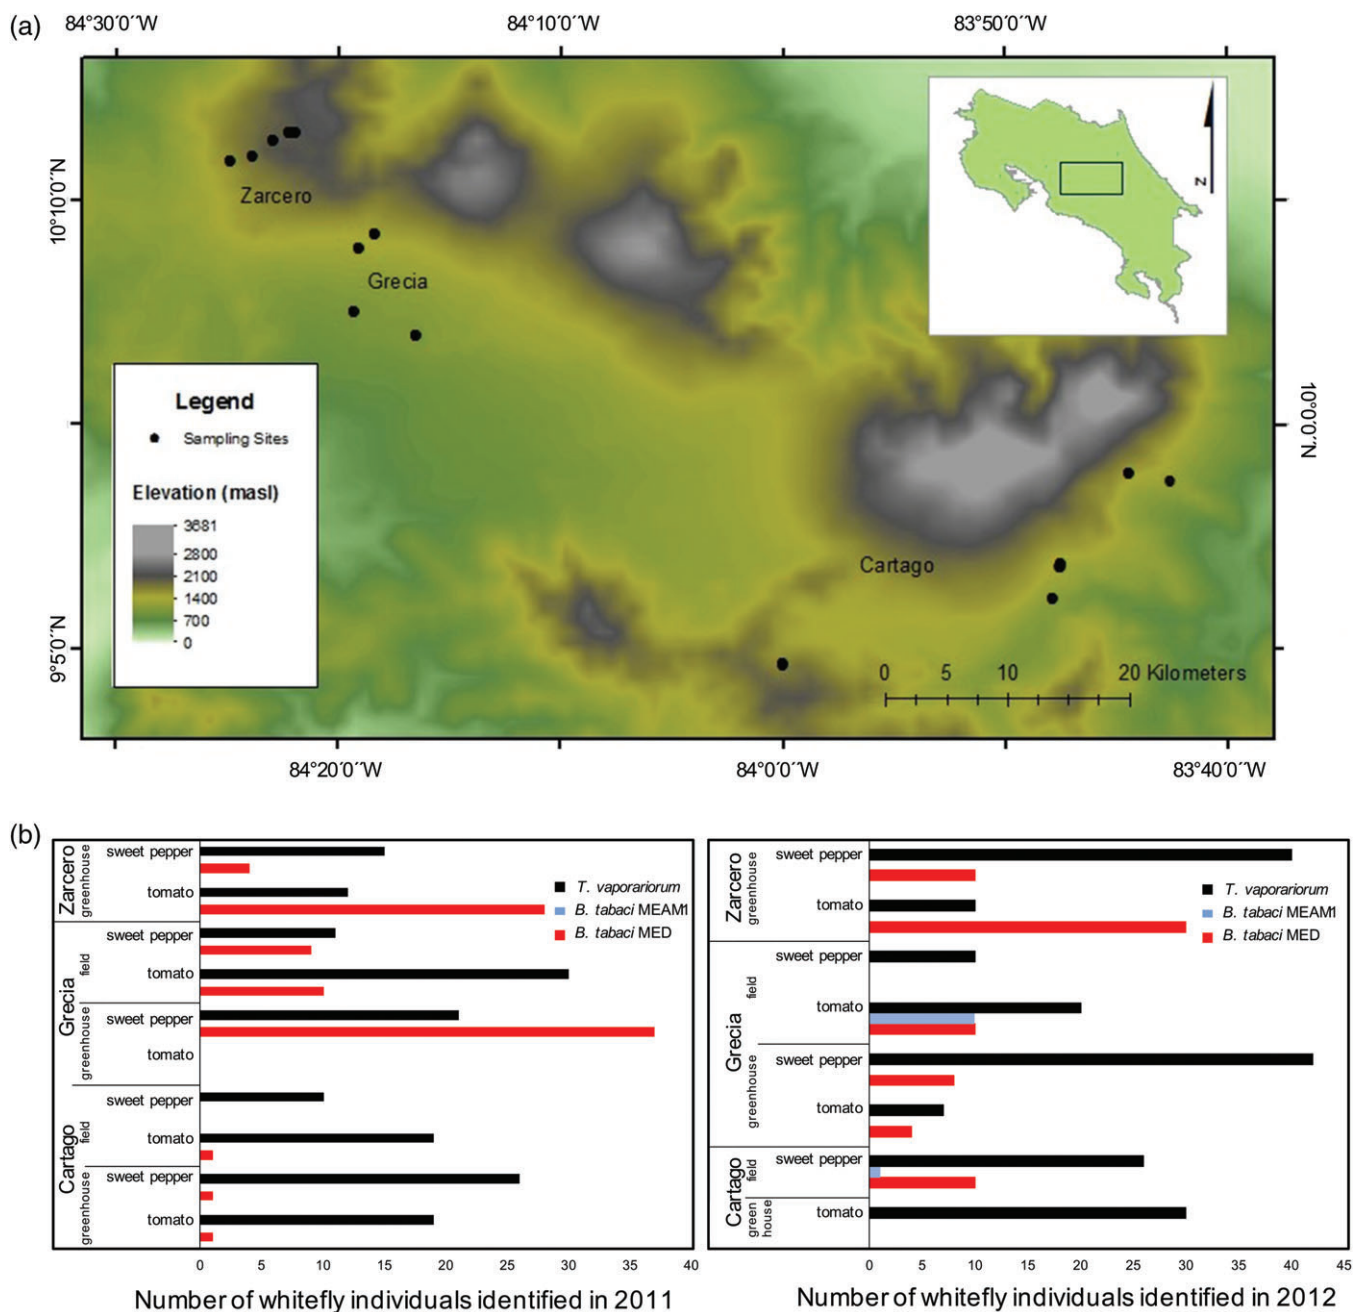 (a)
84°30´0´´W
84°10´0´´W
83°50´0´´W
10°10´0´´N
Zarcero
Grecia
N
10°0´0´´N
Legend
Sampling Sites
Elevation (masl)
3681
2800
2100
1400
700
0
Cartago
9°5´0´´N
0 5 10 20 Kilometers
84°20´0´´W
84°0´0´´W
83°40´0´´W
(b)
Zarcero
greenhouse
sweet pepper
tomato
Grecia
field
sweet pepper
tomato
greenhouse
sweet pepper
tomato
Cartago
field
sweet pepper
tomato
greenhouse
sweet pepper
tomato
T. vaporariorum
B. tabaci MEAM1
B. tabaci MED
0 5 10 15 20 25 30 35 40
Number of whitefly individuals identified in 2011
Zarcero
greenhouse
sweet pepper
tomato
Grecia
field
sweet pepper
tomato
greenhouse
sweet pepper
tomato
Cartago
field
sweet pepper
green
house
tomato
T. vaporariorum
B. tabaci MEAM1
B. tabaci MED
0 5 10 15 20 26 30 36 40 45
Number of whitefly individuals identified in 2012